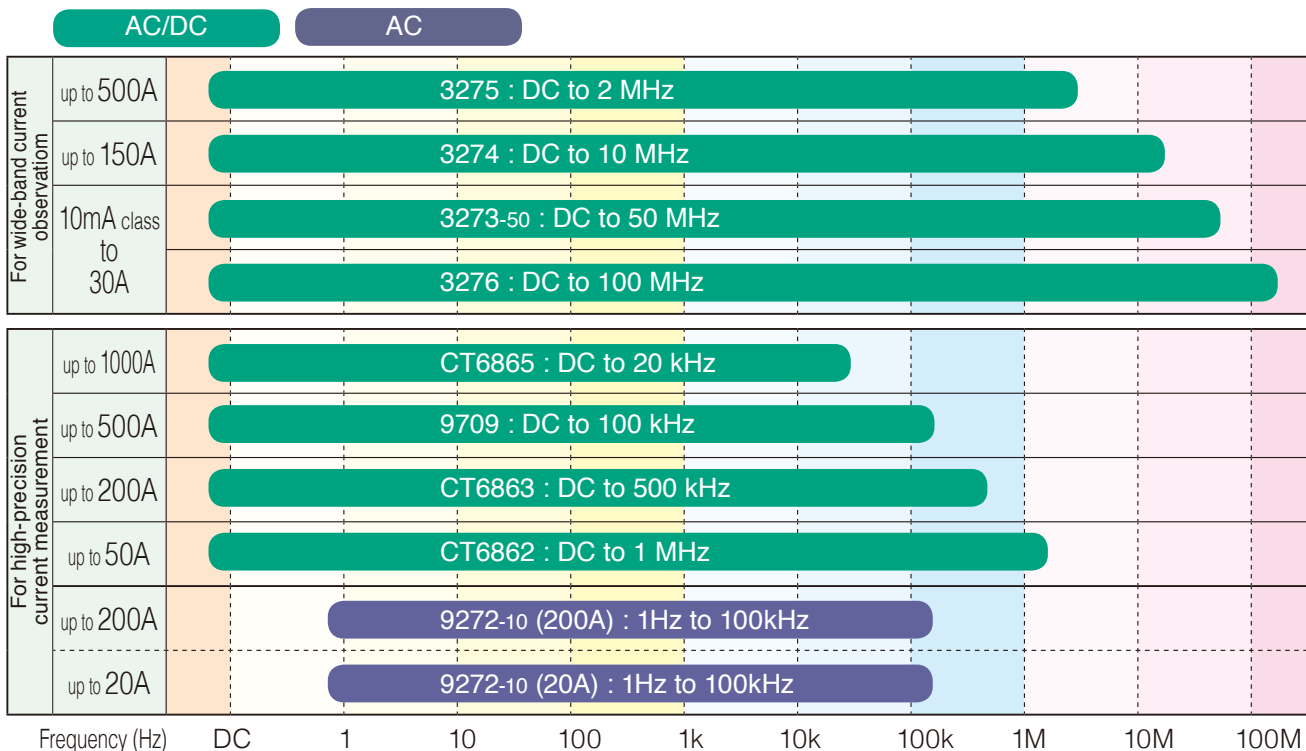 AC/DC AC
For wide-band current
observatiom
up to 500A
3275 : DC to 2 MHz
up to 150A
3274 : DC to 10 MHz
10mA class
to
30A
3273-50 : DC to 50 MHz
3276 : DC to 100 MHz
For high-precision
current measurement
up to 1000A
CT6865 : DC to 20 kHz
up to 500A
9709 : DC to 100 kHz
up to 200A
CT6863 : DC to 500 kHz
up to 50A
CT6862 : DC to 1 MHz
up to 200A
9272-10 (200A) : 1Hz to 100kHz
up to 20A
9272-10 (20A) : 1Hz to 100kHz
Frequency (Hz) DC 1 10 100 1k 10k 100k 1M 10M 100M